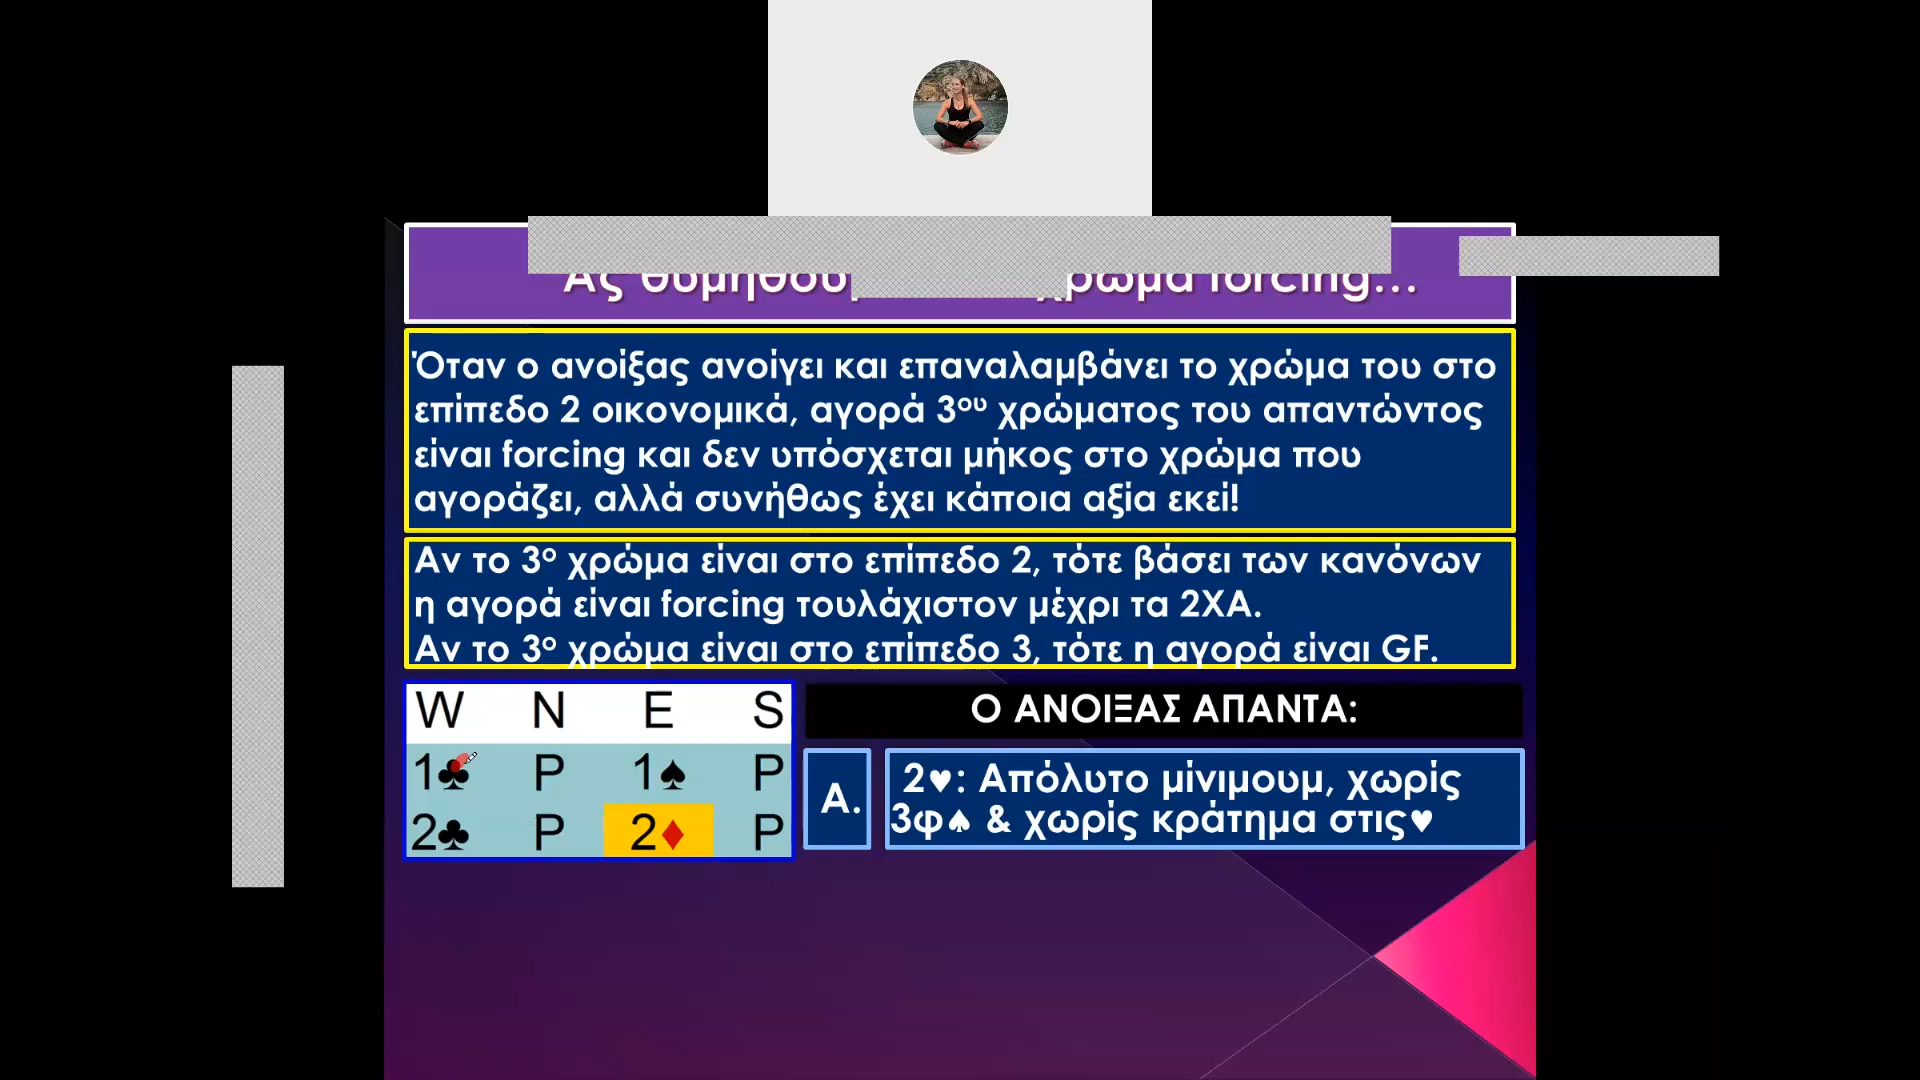 Ας χρώμα forcing...
Όταν ο ανοίξας ανοίγει και επαναλαμβάνει το χρώμα του στο
επίπεδο 2 οικονομικά, αγορά 3ου χρώματος του απαντώντος
είναι forcing και δεν υπόσχεται μήκος στο χρώμα που
αγοράζει, αλλά συνήθως έχει κάποια αξία εκεί!
Αν το 3ο χρώμα είναι στο επίπεδο 2, τότε βάσει των κανόνων
η αγορά είναι forcing τουλάχιστον μέχρι τα 2ΧΑ.
Αν το 3ο χρώμα είναι στο επίπεδο 3, τότε η αγορά είναι GF.
W N E S
1♣ P 1♠ P
2♣ P 2♦ P
Ο ΑΝΟΙΞΑΣ ΑΠΑΝΤΑ:
Α.
2♥: Απόλυτο μίνιμουμ, χωρίς
3φ♠ & χωρίς κράτημα στις♥